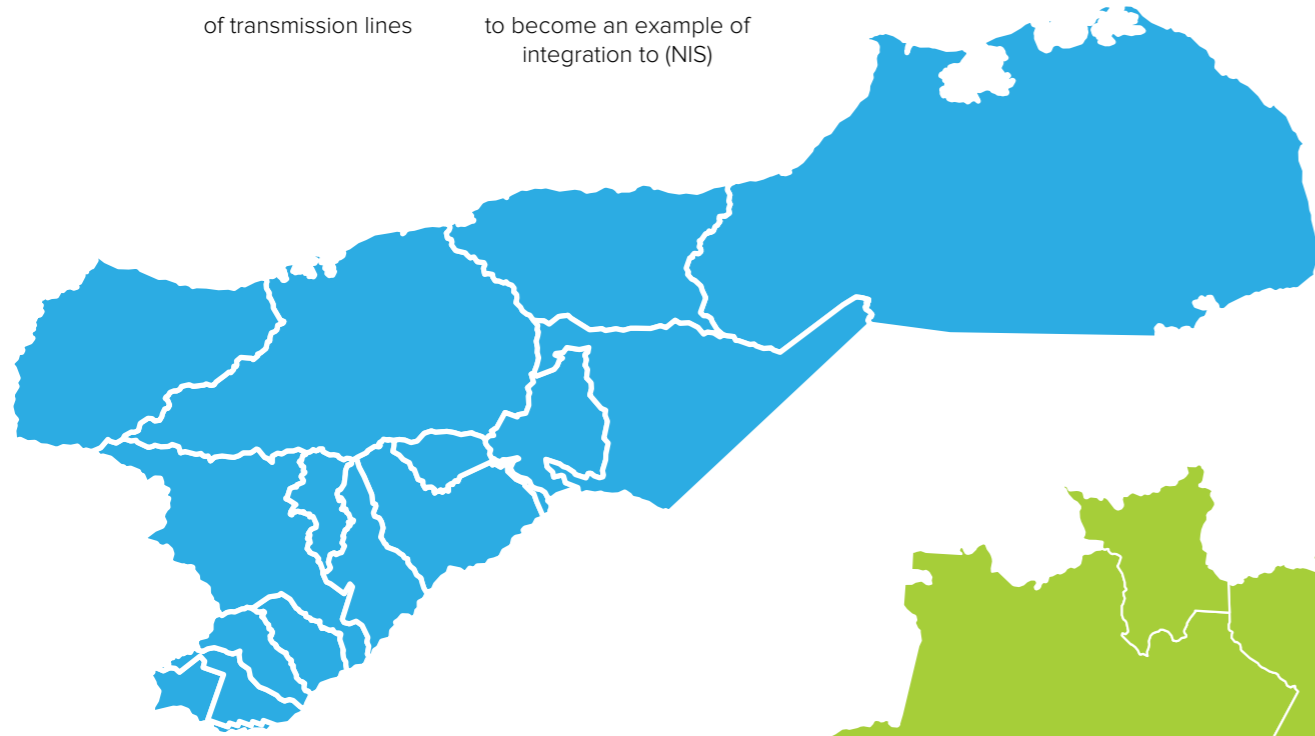 of transmission lines
to become an example of
integration to (NIS)